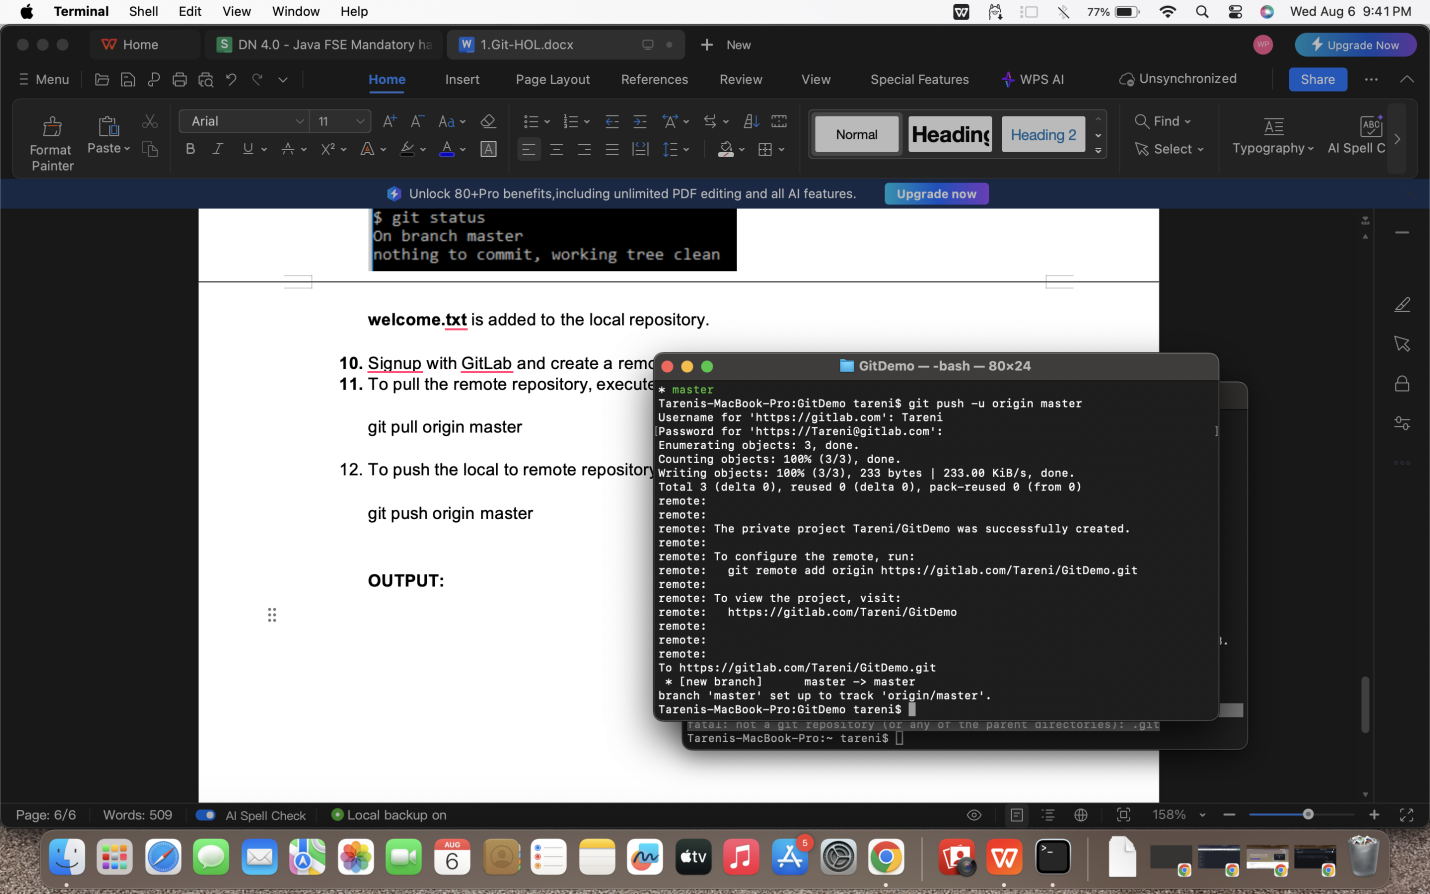 Terminal Shell Edit View Window Help 77% Wed Aug 6 9:41 PM
Home DN 4.0 - Java FSE Mandatory ha 1.Git-HOL.docx + New WP Upgrade Now
Menu Home Insert Page Layout References Review View Special Features WPS AI Unsynchronized Share
Arial 11 Normal Heading Heading 2 Find
Format Painter Paste Select Typography AI Spell C
Unlock 80+Pro benefits,including unlimited PDF editing and all AI features. Upgrade now
$ git status
On branch master
nothing to commit, working tree clean
welcome.txt is added to the local repository.
10. Signup with GitLab and create a remo
11. To pull the remote repository, execute
git pull origin master
12. To push the local to remote repository
git push origin master
OUTPUT:
GitDemo — -bash — 80×24
* master
Tarenis-MacBook-Pro:GitDemo tareni$ git push -u origin master
Username for 'https://gitlab.com': Tareni
[Password for 'https://Tareni@gitlab.com': ]
Enumerating objects: 3, done.
Counting objects: 100% (3/3), done.
Writing objects: 100% (3/3), 233 bytes | 233.00 KiB/s, done.
Total 3 (delta 0), reused 0 (delta 0), pack-reused 0 (from 0)
remote:
remote:
remote: The private project Tareni/GitDemo was successfully created.
remote:
remote: To configure the remote, run:
remote:   git remote add origin https://gitlab.com/Tareni/GitDemo.git
remote:
remote: To view the project, visit:
remote:   https://gitlab.com/Tareni/GitDemo
remote:
remote:
remote:
To https://gitlab.com/Tareni/GitDemo.git
 * [new branch]      master -> master
branch 'master' set up to track 'origin/master'.
Tarenis-MacBook-Pro:GitDemo tareni$
fatal: not a git repository (or any of the parent directories): .git
Tarenis-MacBook-Pro:~ tareni$
Page: 6/6 Words: 509 AI Spell Check Local backup on 158%
AUG
6
tv
5